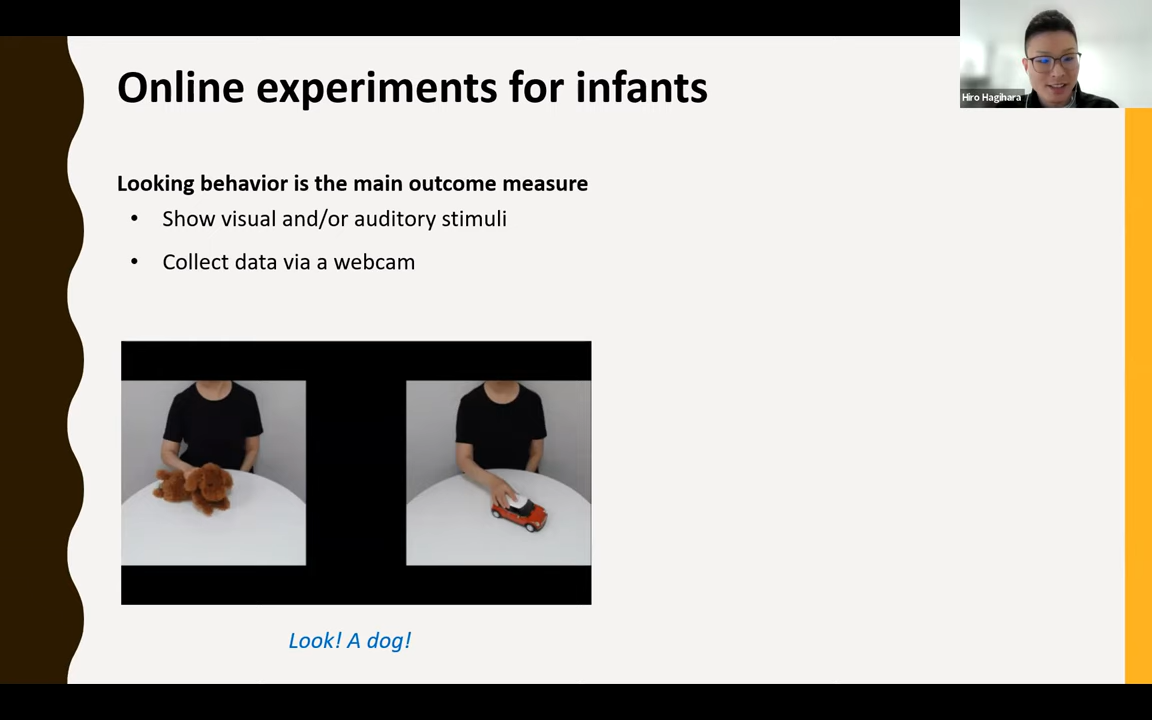 Online experiments for infants
Hiro Hagihara
Looking behavior is the main outcome measure
• Show visual and/or auditory stimuli
• Collect data via a webcam
Look! A dog!